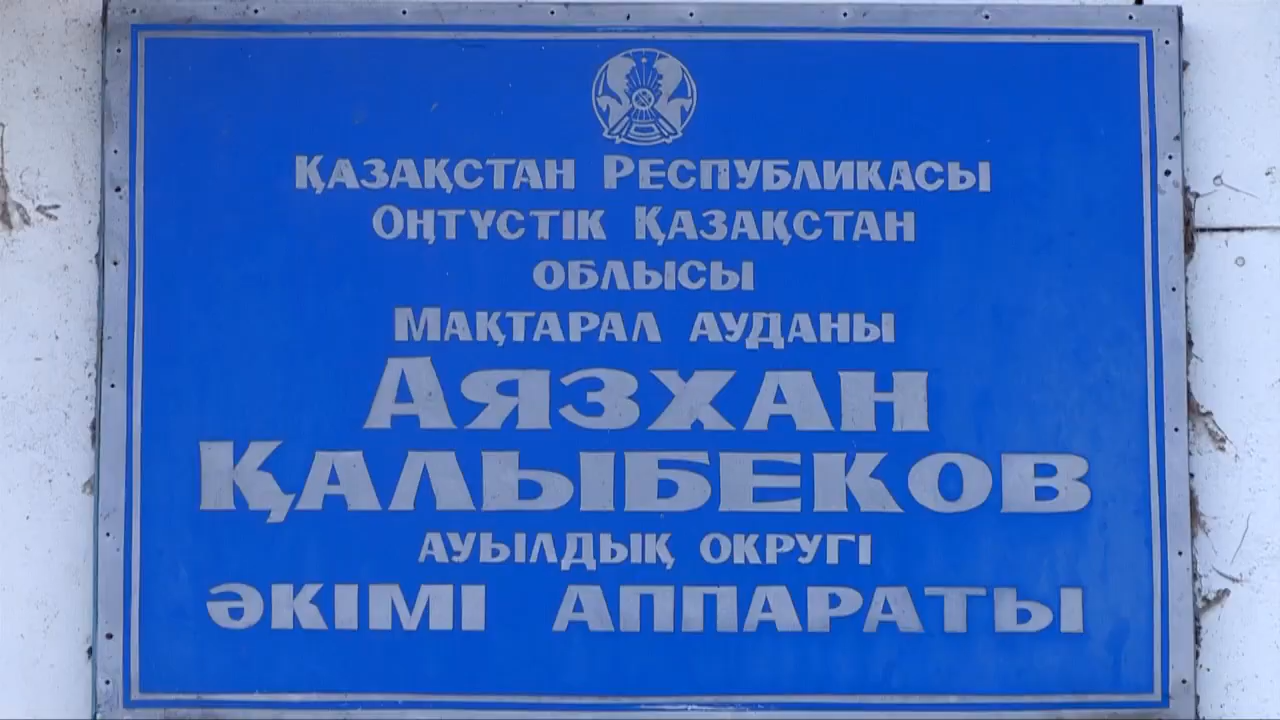 ҚАЗАҚСТАН РЕСПУБЛИКАСЫ
ОҢТҮСТІК ҚАЗАҚСТАН
ОБЛЫСЫ
МАҚТАРАЛ АУДАНЫ
АЯЗХАН
ҚАЛЫБЕКОВ
АУЫЛДЫҚ ОКРУГІ
ӘКІМІ АППАРАТЫ